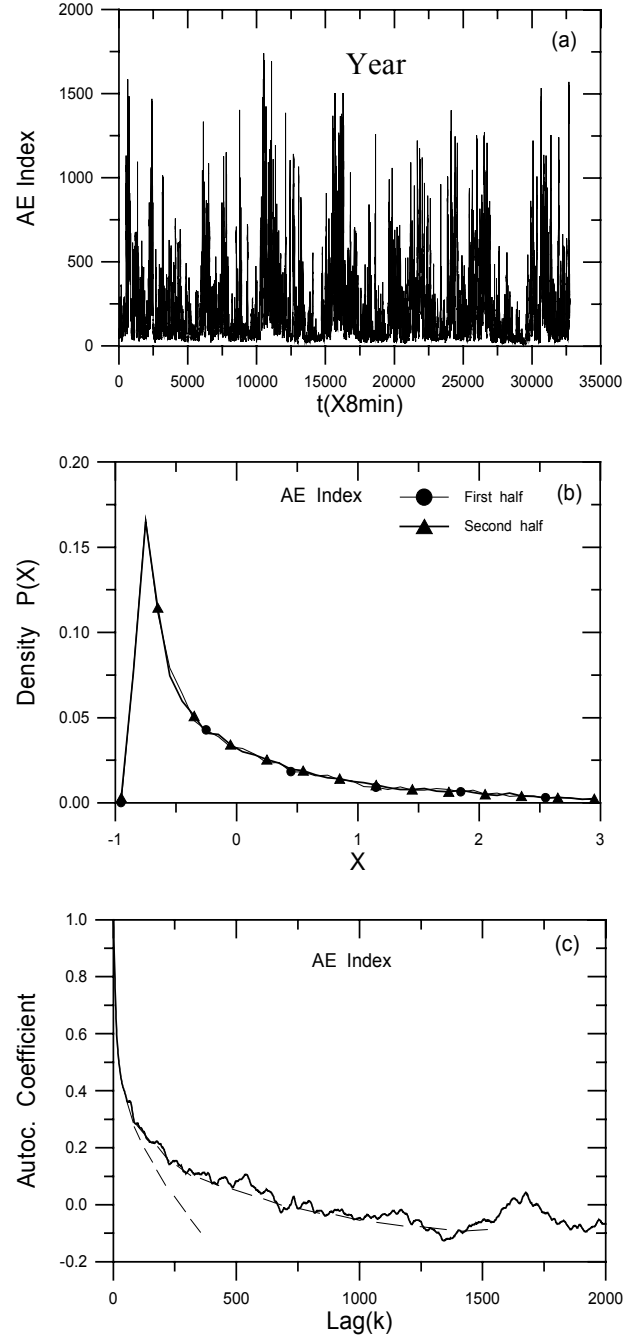 2000
(a)
Year
1500
AE Index
1000
500
0
0 5000 10000 15000 20000 25000 30000 35000
t(X8min)
0.20
AE Index
First half
(b)
Second half
0.15
Density P(X)
0.10
0.05
0.00
-1 0 1 2 3
X
1.0
(c)
AE Index
0.8
0.6
Autoc. Coefficient
0.4
0.2
0.0
-0.2
0 500 1000 1500 2000
Lag(k)